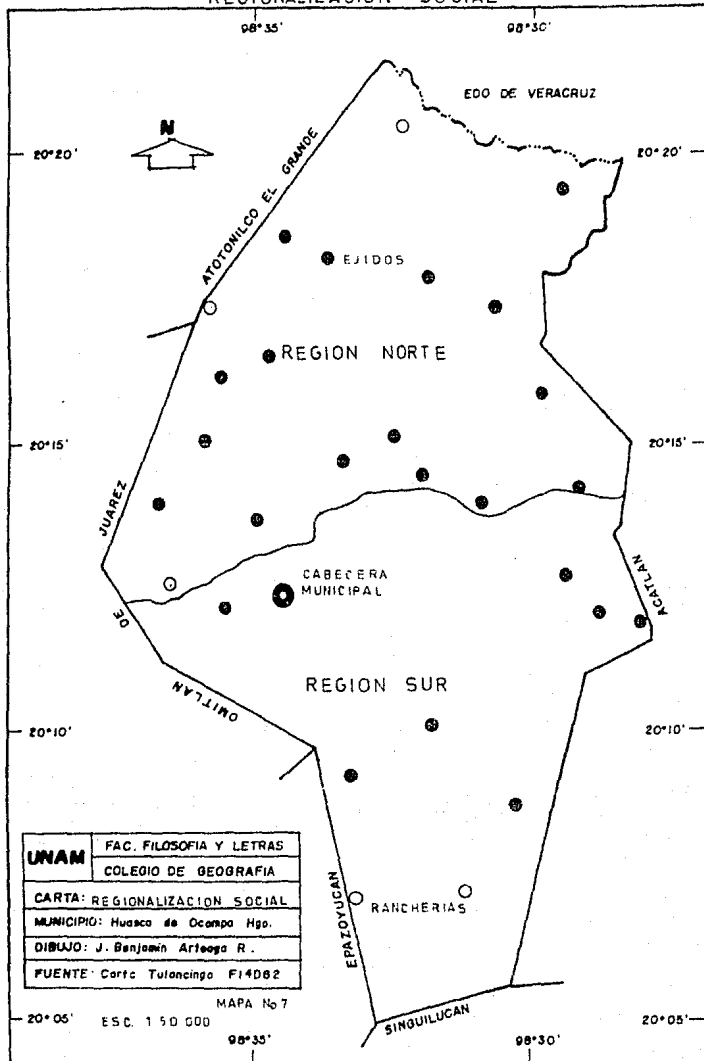 REGIONALIZACION SOCIAL
98°35'
98°30'
EDO DE VERACRUZ
N
20°20'
20°20'
ATOTONILCO EL GRANDE
EJIDOS
REGION NORTE
20°15'
20°15'
JUAREZ
CABECERA
MUNICIPAL
ACATLAN
DE
REGION SUR
OMITLAN
20°10'
20°10'
UNAM
FAC. FILOSOFIA Y LETRAS
COLEGIO DE GEOGRAFIA
CARTA: REGIONALIZACION SOCIAL
MUNICIPIO: Huasca de Ocampo Hgo.
DIBUJO: J. Benjamín Arteaga R.
FUENTE: Carta Tulancingo F14D82
EPAZOYUCAN
RANCHERIAS
MAPA No 7
ESC. 1 50 000
SINGUILUCAN
20°05'
20°05'
98°35'
98°30'